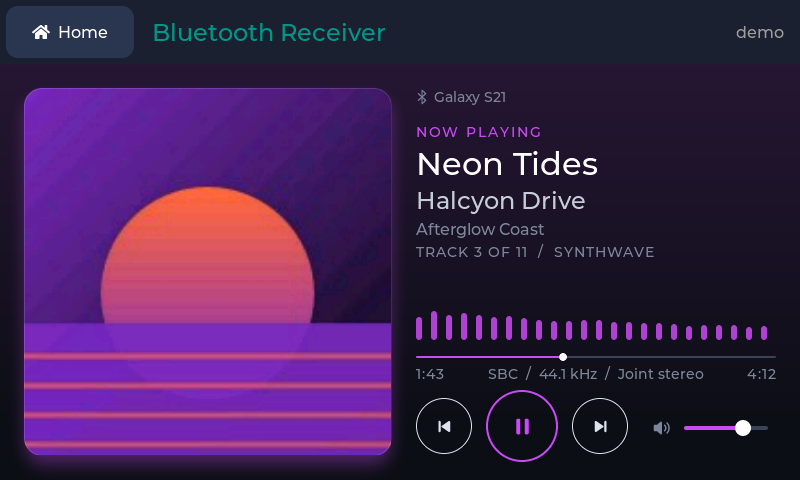 Home
Bluetooth Receiver
demo
Galaxy S21
NOW PLAYING
Neon Tides
Halcyon Drive
Afterglow Coast
TRACK 3 OF 11 / SYNTHWAVE
1:43 SBC / 44.1 kHz / Joint stereo 4:12